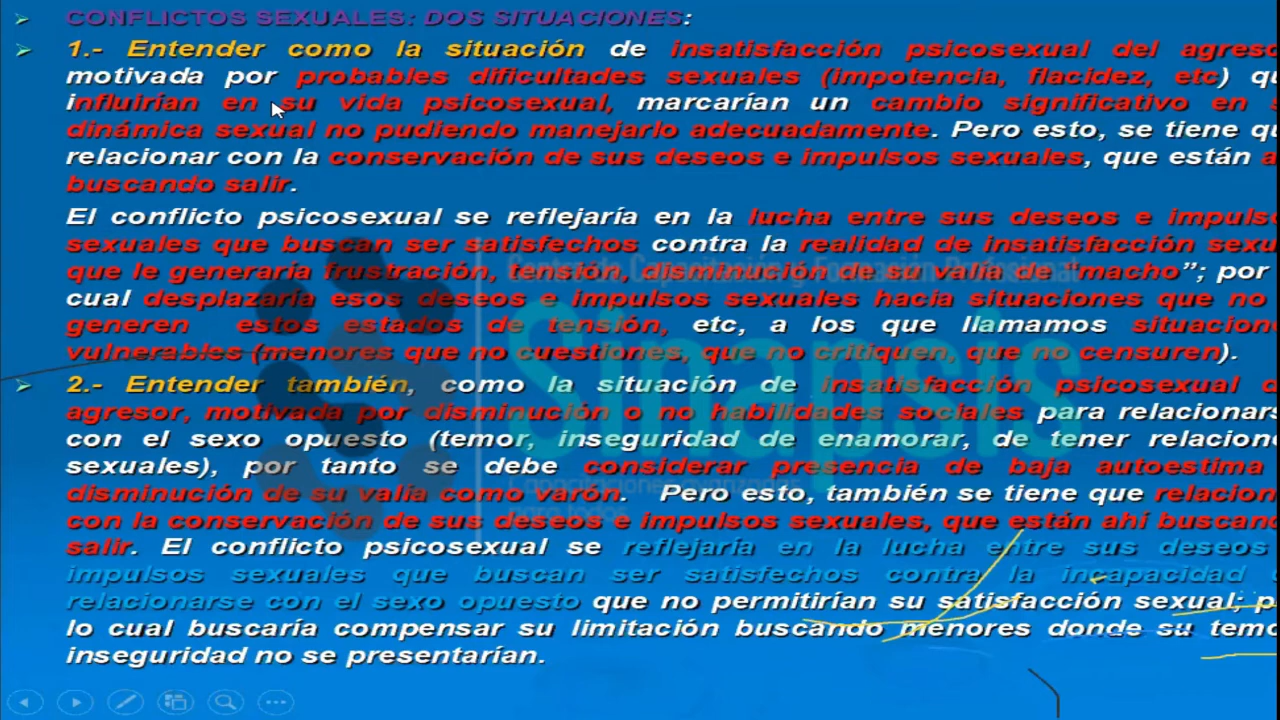 CONFLICTOS SEXUALES: DOS SITUACIONES:
1.- Entender como la situación de insatisfacción psicosexual del agreso
motivada por probables dificultades sexuales (impotencia, flacidez, etc) qu
influirían en su vida psicosexual, marcarían un cambio significativo en s
dinámica sexual no pudiendo manejarlo adecuadamente. Pero esto, se tiene qu
relacionar con la conservación de sus deseos e impulsos sexuales, que están a
buscando salir.
El conflicto psicosexual se reflejaría en la lucha entre sus deseos e impuls
sexuales que buscan ser satisfechos contra la realidad de insatisfacción sexu
que le generaría frustración, tensión, disminución de su valía de "macho"; por
cual desplazaría esos deseos e impulsos sexuales hacia situaciones que no
generen estos estados de tensión, etc, a los que llamamos situacion
vulnerables (menores que no cuestionen, que no critiquen, que no censuren).
2.- Entender también, como la situación de insatisfacción psicosexual d
agresor, motivada por disminución o no habilidades sociales para relacionars
con el sexo opuesto (temor, inseguridad de enamorar, de tener relacion
sexuales), por tanto se debe considerar presencia de baja autoestima
disminución de su valía como varón. Pero esto, también se tiene que relacion
con la conservación de sus deseos e impulsos sexuales, que están ahí buscand
salir. El conflicto psicosexual se reflejaría en la lucha entre sus deseos
impulsos sexuales que buscan ser satisfechos contra la incapacidad
relacionarse con el sexo opuesto que no permitirían su satisfacción sexual; p
lo cual buscaría compensar su limitación buscando menores donde su temo
inseguridad no se presentarían.
Centro de Capacitación y Formación Profesional
Sinapsis
Capacitaciones avanzadas
para todos